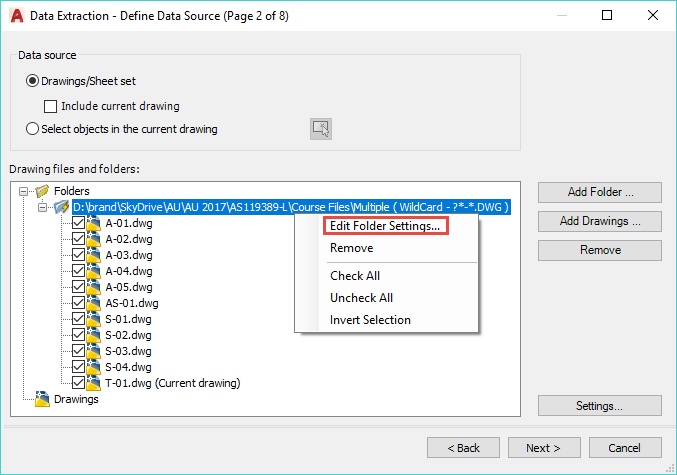 Data Extraction - Define Data Source (Page 2 of 8)
Data source
Drawings/Sheet set
Include current drawing
Select objects in the current drawing
Drawing files and folders:
Folders
D:\brand\SkyDrive\AU\AU 2017\AS119389-L\Course Files\Multiple ( WildCard - ?*-*.DWG )
A-01.dwg
A-02.dwg
A-03.dwg
A-04.dwg
A-05.dwg
AS-01.dwg
S-01.dwg
S-02.dwg
S-03.dwg
S-04.dwg
T-01.dwg (Current drawing)
Drawings
Edit Folder Settings...
Remove
Check All
Uncheck All
Invert Selection
Add Folder ...
Add Drawings ...
Remove
Settings...
< Back
Next >
Cancel